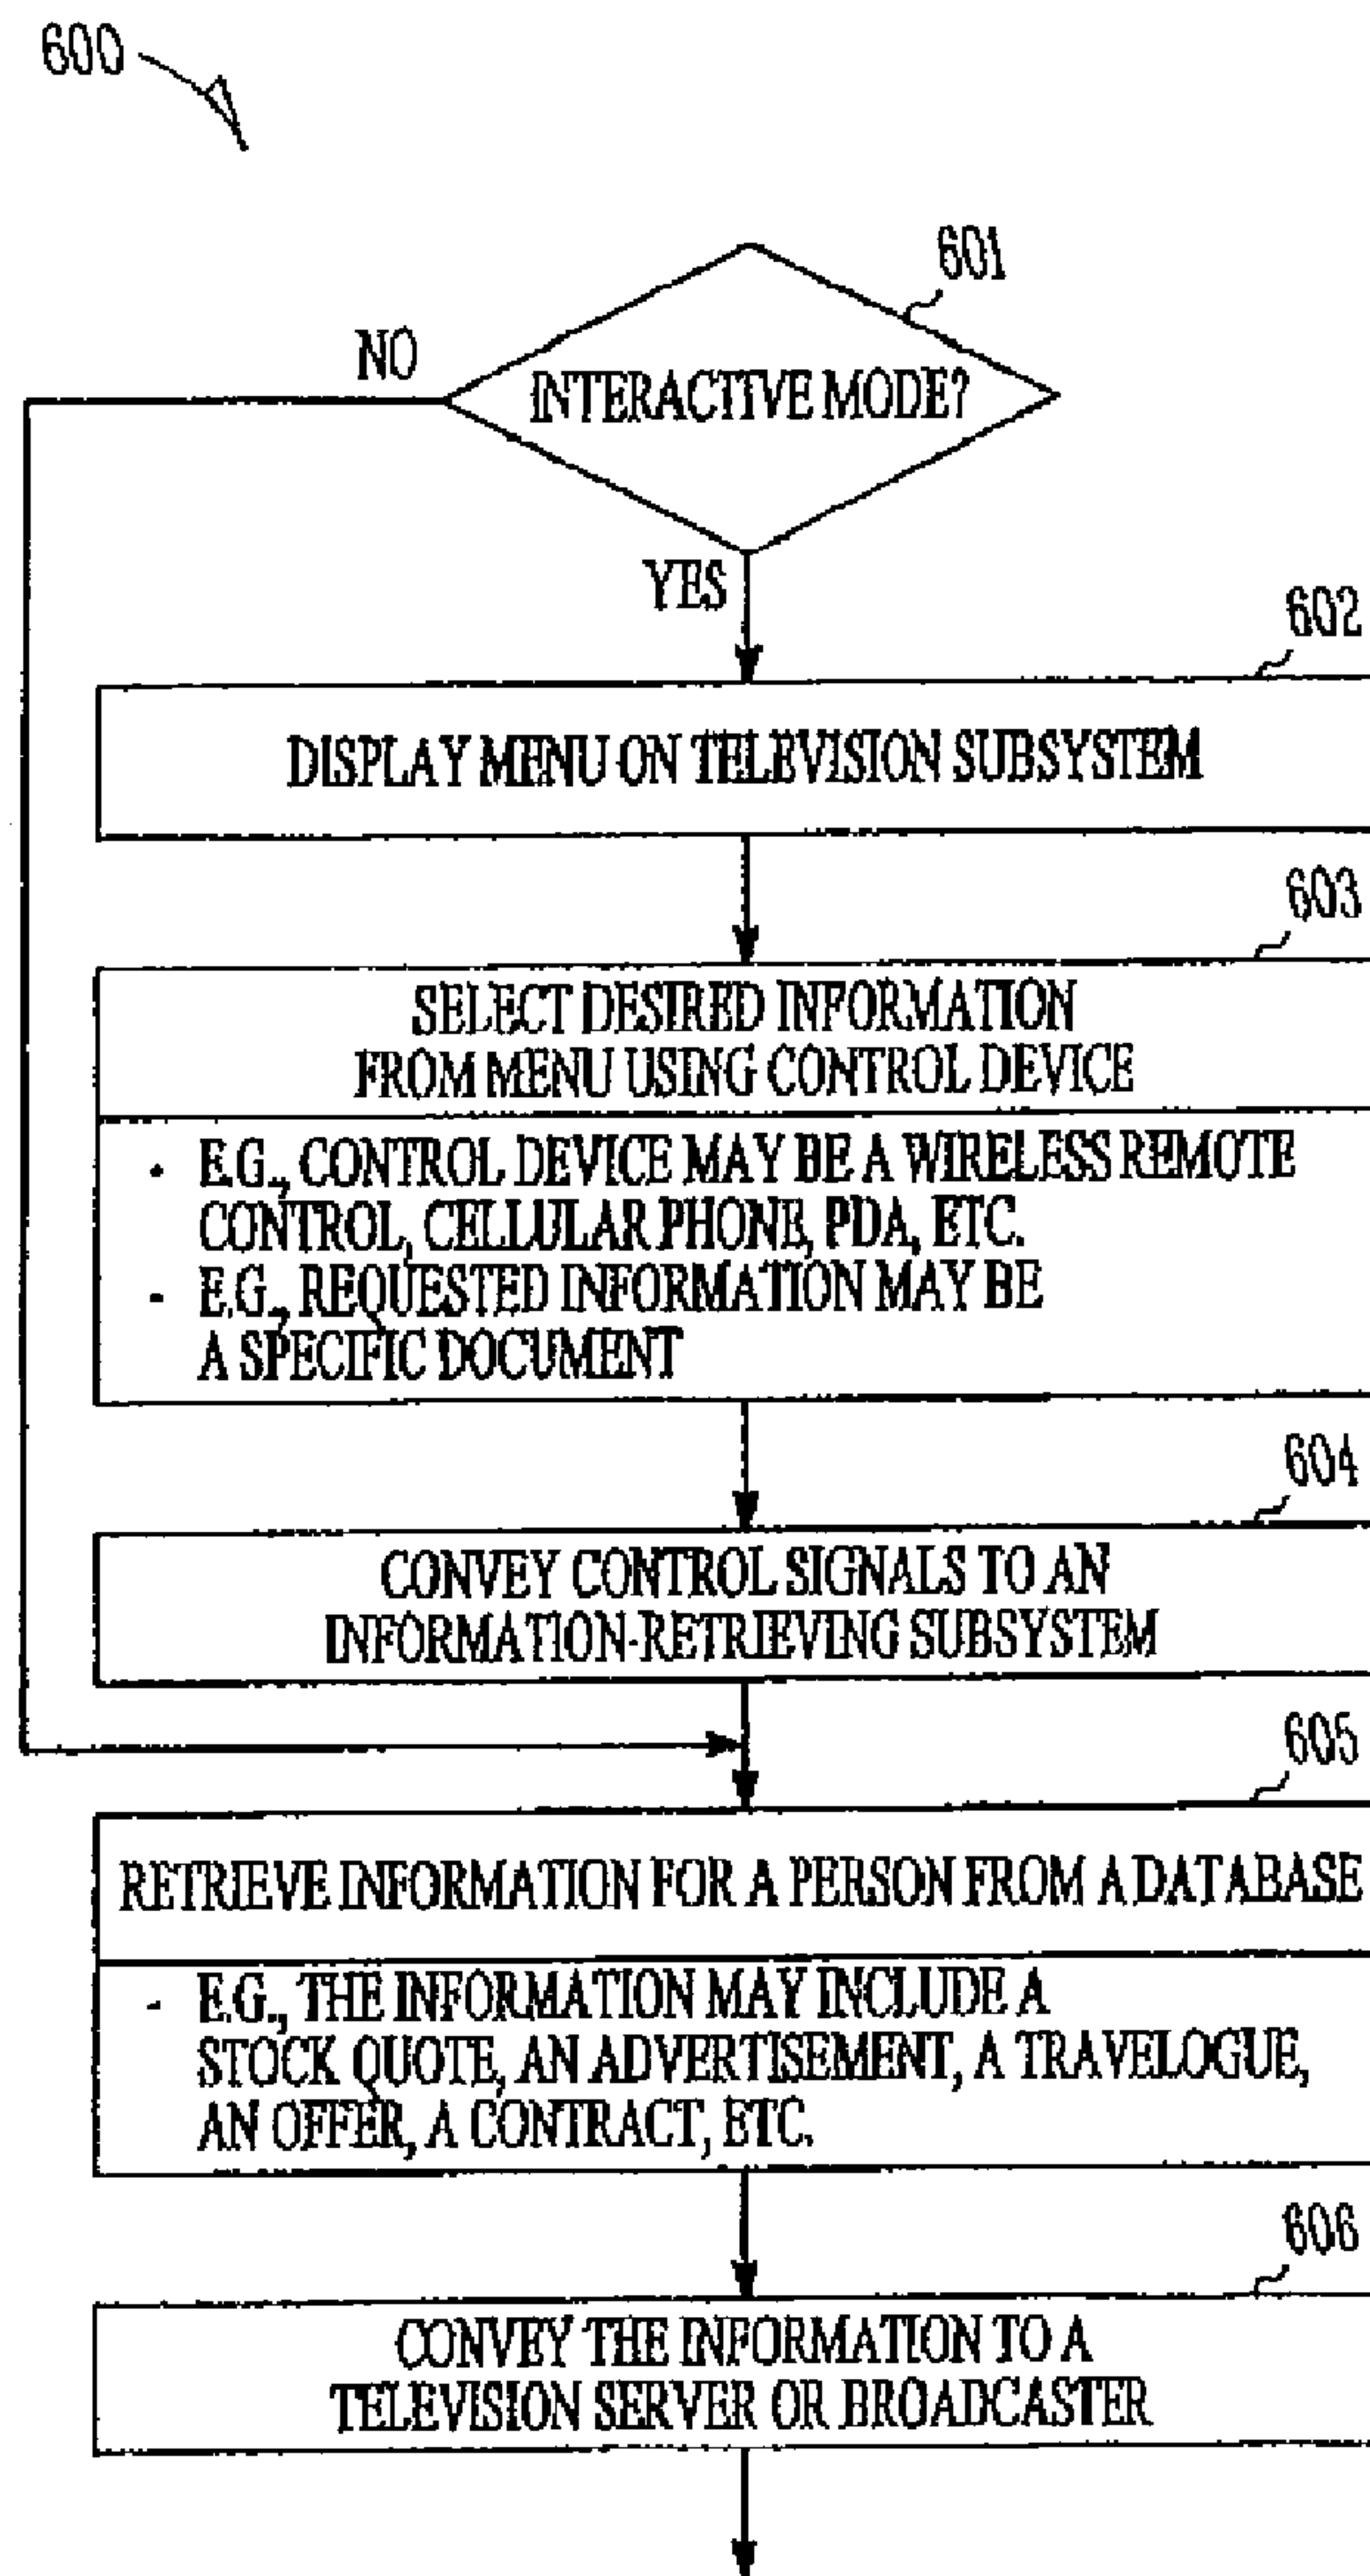 600
601
NO
INTERACTIVE MODE?
YES
602
DISPLAY MENU ON TELEVISION SUBSYSTEM
603
SELECT DESIRED INFORMATION
FROM MENU USING CONTROL DEVICE
- E.G., CONTROL DEVICE MAY BE A WIRELESS REMOTE
CONTROL, CELLULAR PHONE, PDA, ETC.
- E.G., REQUESTED INFORMATION MAY BE
A SPECIFIC DOCUMENT
604
CONVEY CONTROL SIGNALS TO AN
INFORMATION-RETRIEVING SUBSYSTEM
605
RETRIEVE INFORMATION FOR A PERSON FROM A DATABASE
- E.G., THE INFORMATION MAY INCLUDE A
STOCK QUOTE, AN ADVERTISEMENT, A TRAVELOGUE,
AN OFFER, A CONTRACT, ETC.
606
CONVEY THE INFORMATION TO A
TELEVISION SERVER OR BROADCASTER